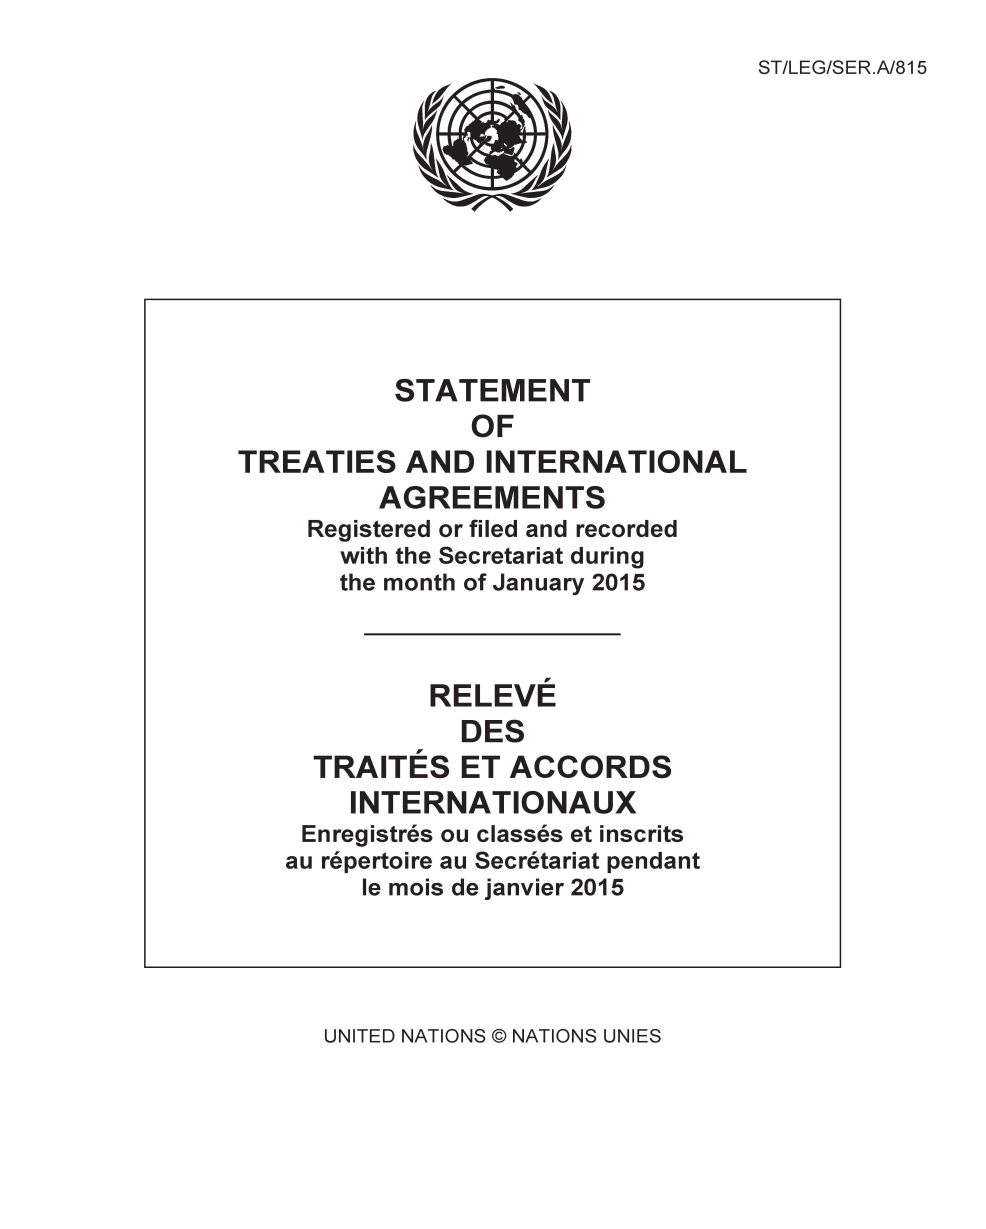 ST/LEG/SER.A/815
STATEMENT
OF
TREATIES AND INTERNATIONAL
AGREEMENTS
Registered or filed and recorded
with the Secretariat during
the month of January 2015
RELEVÉ
DES
TRAITÉS ET ACCORDS
INTERNATIONAUX
Enregistrés ou classés et inscrits
au répertoire au Secrétariat pendant
le mois de janvier 2015
UNITED NATIONS © NATIONS UNIES